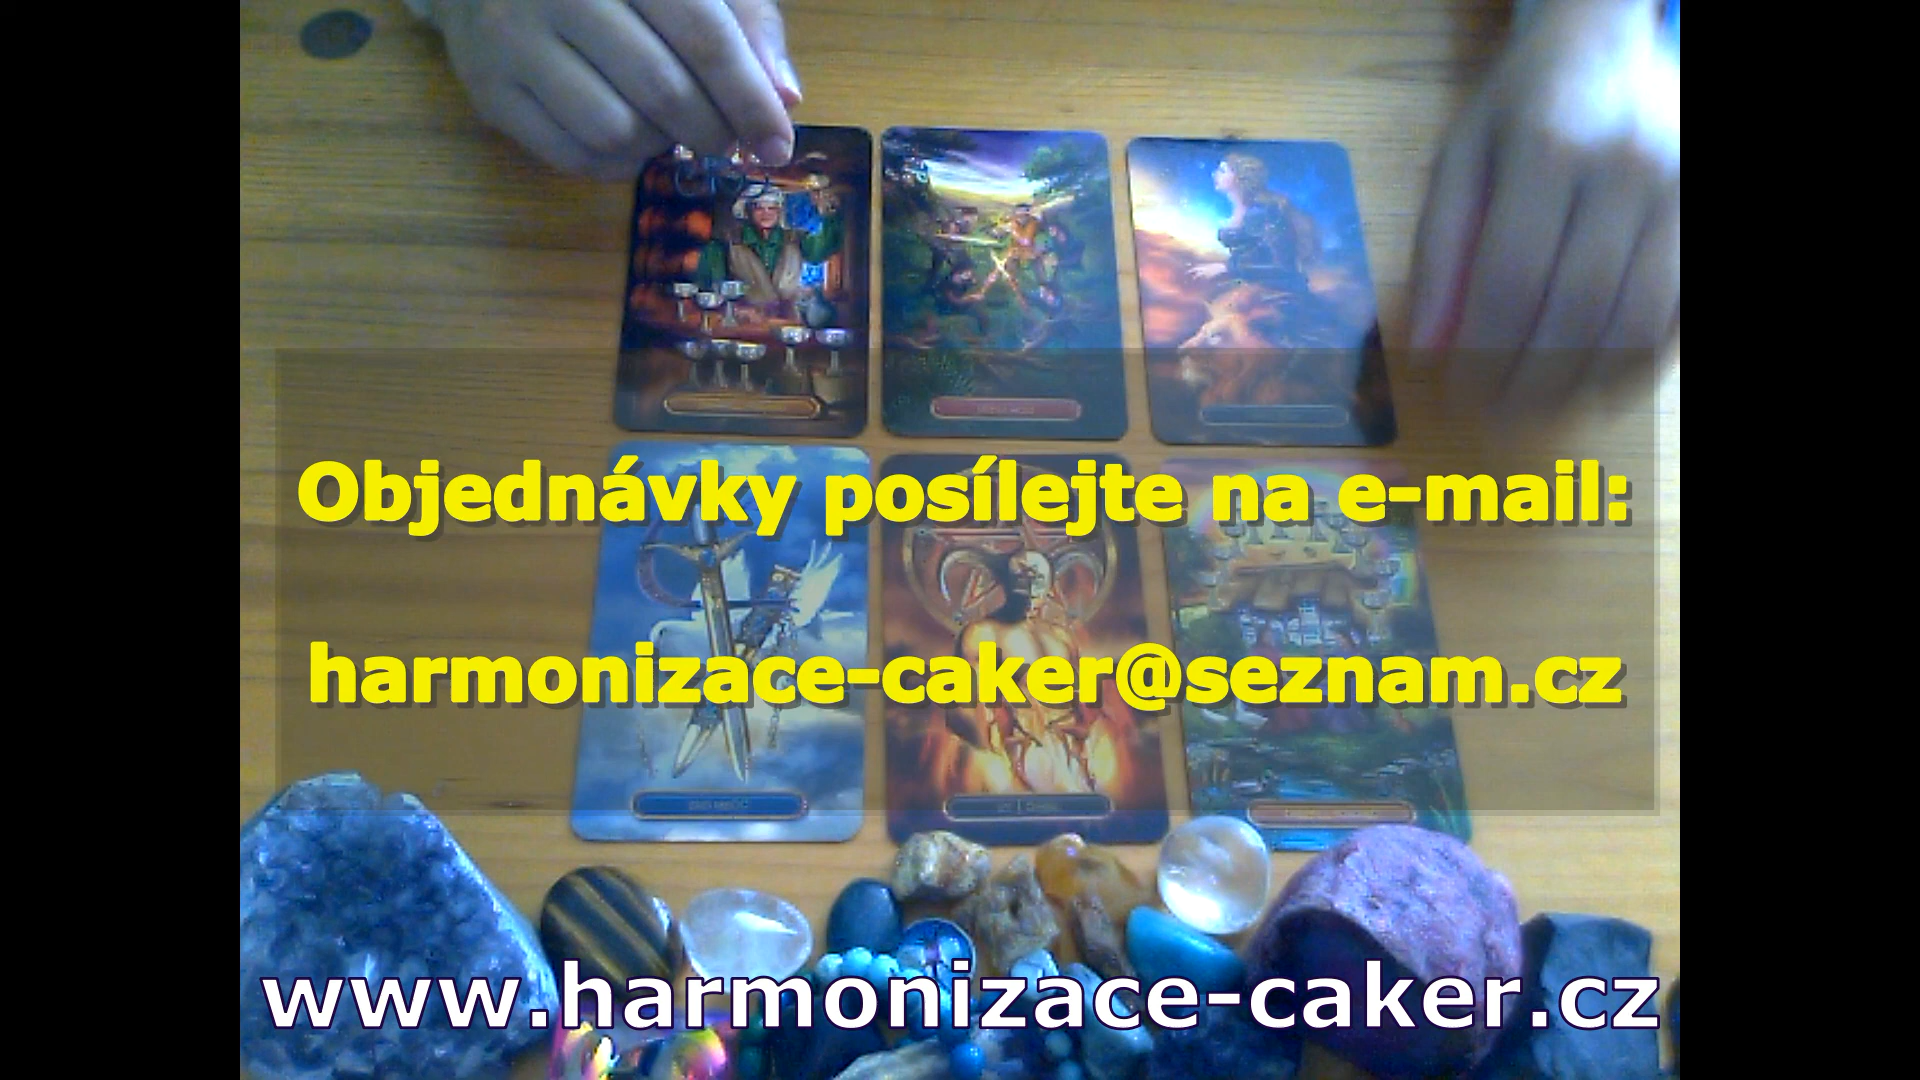 Objednávky posílejte na e-mail:
harmonizace-caker@seznam.cz
www.harmonizace-caker.cz